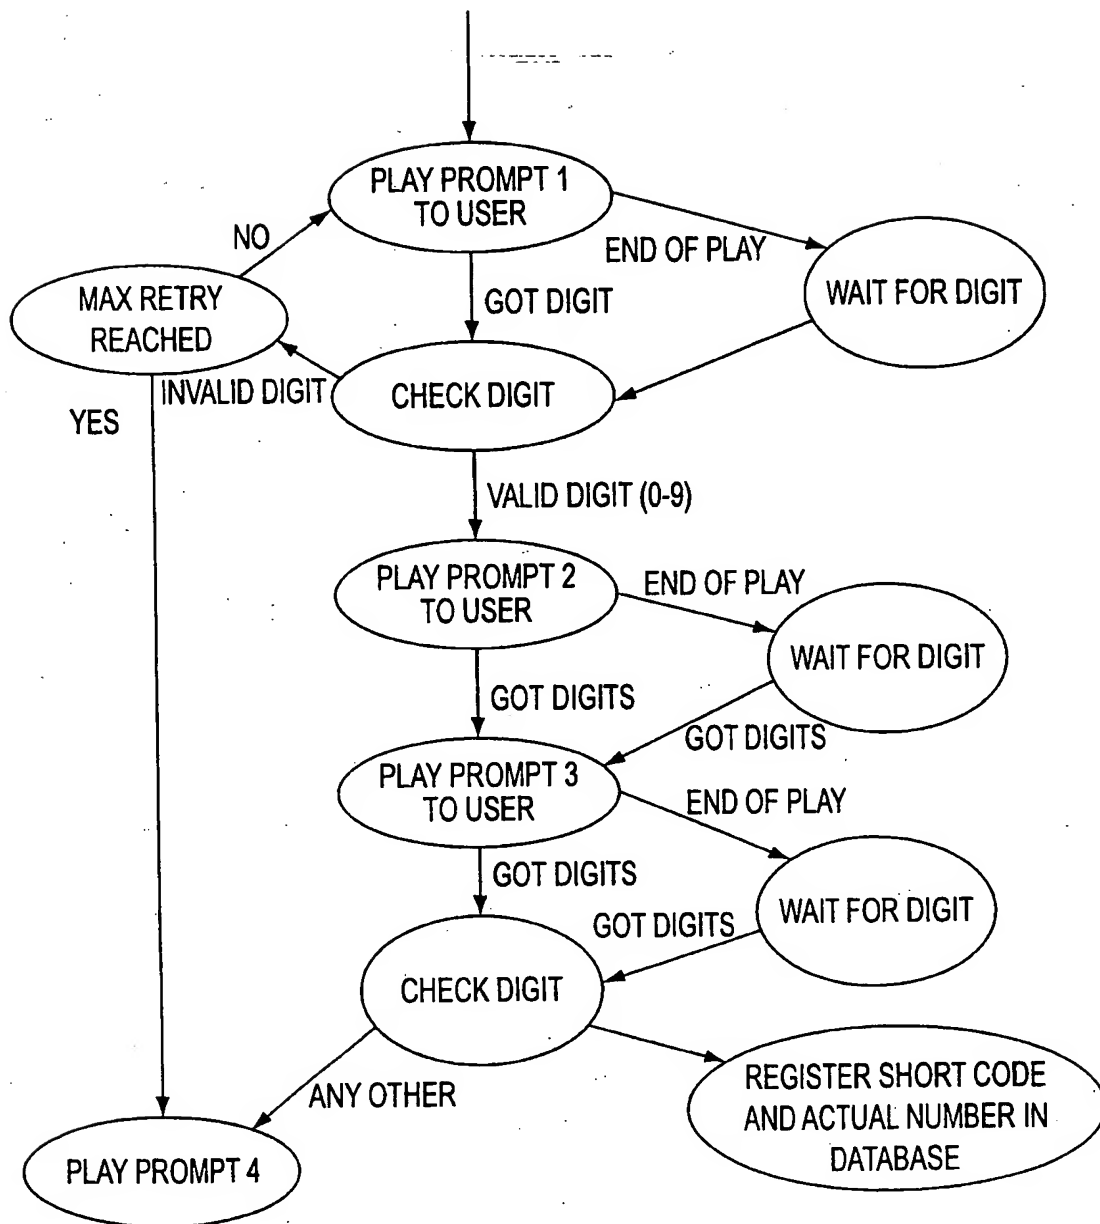 PLAY PROMPT 1
TO USER
NO
END OF PLAY
MAX RETRY
REACHED
GOT DIGIT
WAIT FOR DIGIT
INVALID DIGIT
CHECK DIGIT
YES
VALID DIGIT (0-9)
PLAY PROMPT 2
TO USER
END OF PLAY
WAIT FOR DIGIT
GOT DIGITS
GOT DIGITS
PLAY PROMPT 3
TO USER
END OF PLAY
GOT DIGITS
WAIT FOR DIGIT
GOT DIGITS
CHECK DIGIT
ANY OTHER
REGISTER SHORT CODE
AND ACTUAL NUMBER IN
DATABASE
PLAY PROMPT 4